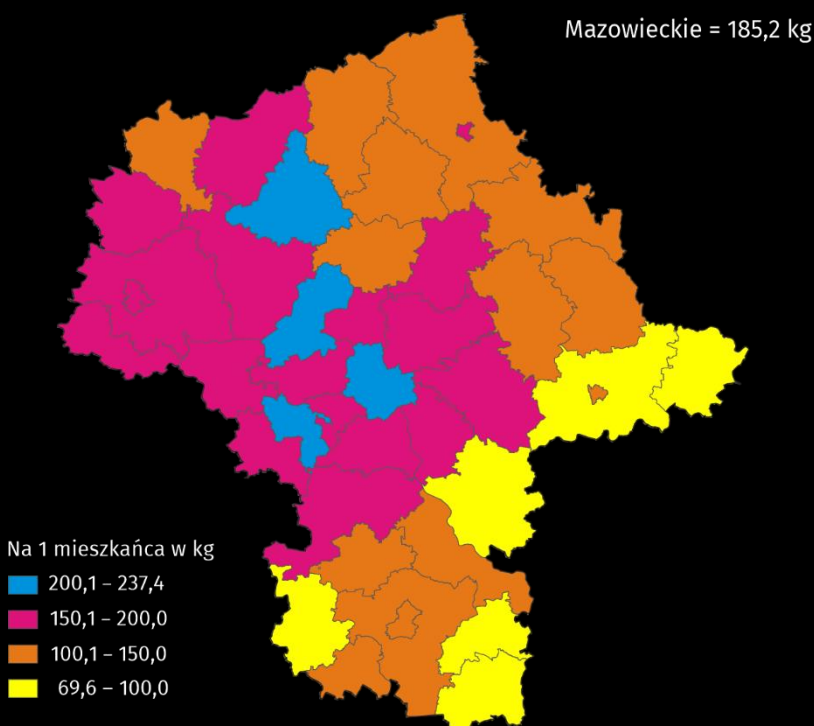 Mazowieckie = 185,2 kg
Na 1 mieszkańca w kg
200,1 – 237,4
150,1 – 200,0
100,1 – 150,0
69,6 – 100,0